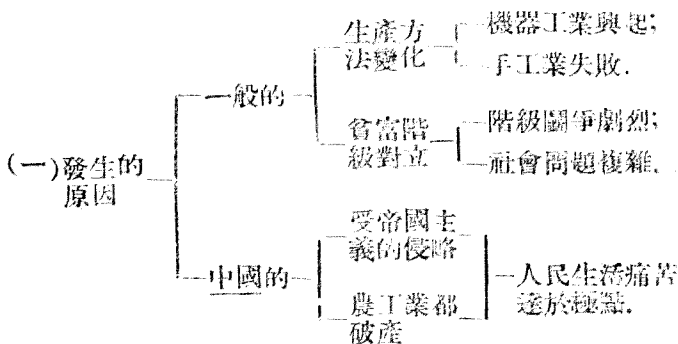 (一)發生的
原因
一般的
生產方
法變化
機器工業興起;
手工業失敗.
貧富階
級對立
階級鬭爭劇烈;
社會問題複雜.
中國的
受帝國主
義的侵略
農工業都
破產
人民生活痛苦
達於極點.